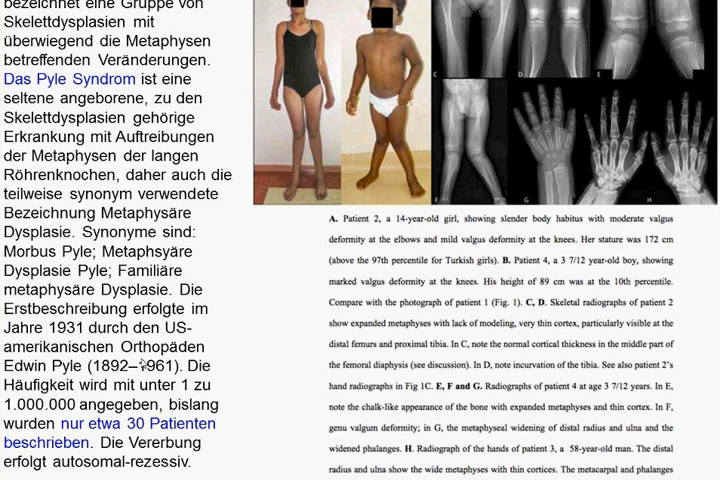 bezeichnet eine Gruppe von
Skelettdysplasien mit
überwiegend die Metaphysen
betreffenden Veränderungen.
Das Pyle Syndrom ist eine
seltene angeborene, zu den
Skelettdysplasien gehörige
Erkrankung mit Auftreibungen
der Metaphysen der langen
Röhrenknochen, daher auch die
teilweise synonym verwendete
Bezeichnung Metaphysäre
Dysplasie. Synonyme sind:
Morbus Pyle; Metaphsyäre
Dysplasie Pyle; Familiäre
metaphysäre Dysplasie. Die
Erstbeschreibung erfolgte im
Jahre 1931 durch den US-
amerikanischen Orthopäden
Edwin Pyle (1892–1961). Die
Häufigkeit wird mit unter 1 zu
1.000.000 angegeben, bislang
wurden nur etwa 30 Patienten
beschrieben. Die Vererbung
erfolgt autosomal-rezessiv.
C D E
F G H
A. Patient 2, a 14-year-old girl, showing slender body habitus with moderate valgus
deformity at the elbows and mild valgus deformity at the knees. Her stature was 172 cm
(above the 97th percentile for Turkish girls). B. Patient 4, a 3 7/12 year-old boy, showing
marked valgus deformity at the knees. His height of 89 cm was at the 10th percentile.
Compare with the photograph of patient 1 (Fig. 1). C, D. Skeletal radiographs of patient 2
show expanded metaphyses with lack of modeling, very thin cortex, particularly visible at the
distal femurs and proximal tibia. In C, note the normal cortical thickness in the middle part of
the femoral diaphysis (see discussion). In D, note incurvation of the tibia. See also patient 2's
hand radiographs in Fig 1C. E, F and G. Radiographs of patient 4 at age 3 7/12 years. In E,
note the chalk-like appearance of the bone with expanded metaphyses and thin cortex. In F,
genu valgum deformity; in G, the metaphyseal widening of distal radius and ulna and the
widened phalanges. H. Radiograph of the hands of patient 3, a 58-year-old man. The distal
radius and ulna show the wide metaphyses with thin cortices. The metacarpal and phalanges